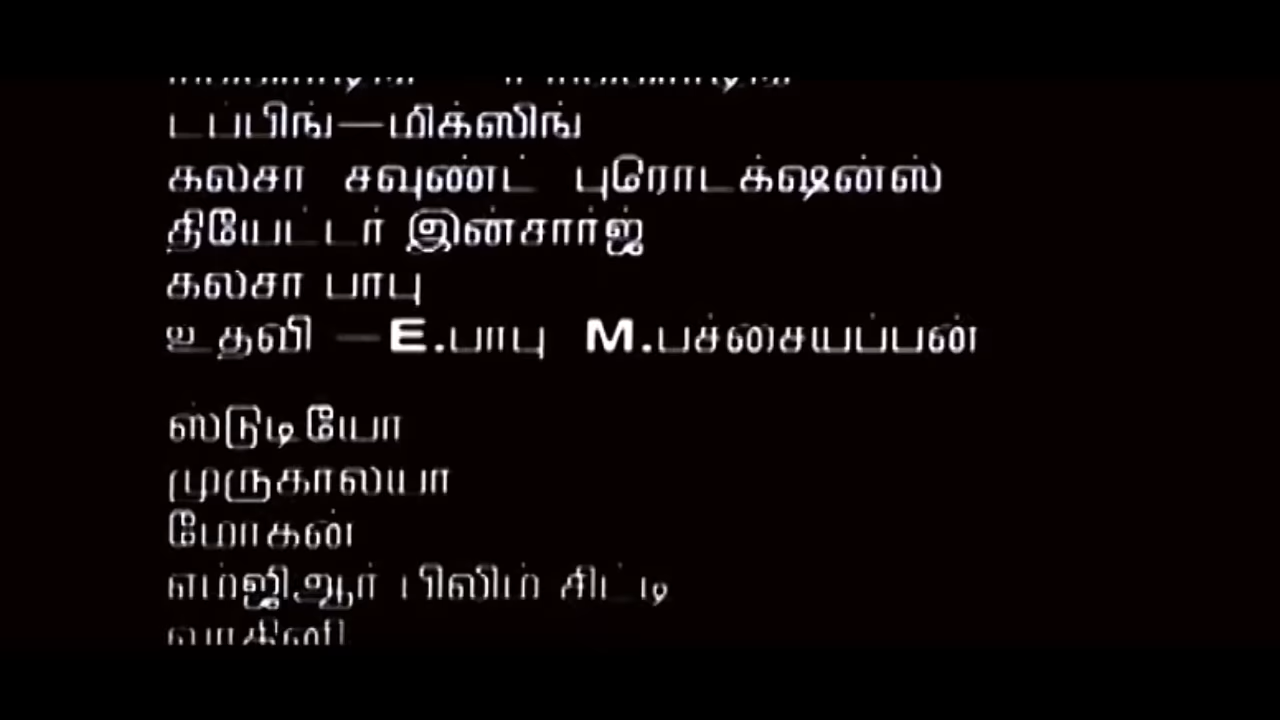 டப்பிங்—மிக்ஸிங்
கலசா சவுண்ட் புரோடக்ஷன்ஸ்
தியேட்டர் இன்சார்ஜ்
கலசா பாபு
உதவி —E.பாபு M.பச்சையப்பன்
ஸ்டுடியோ
முருகாலயா
மோகன்
எம்ஜிஆர் பிலிம் சிட்டி
வாகினி